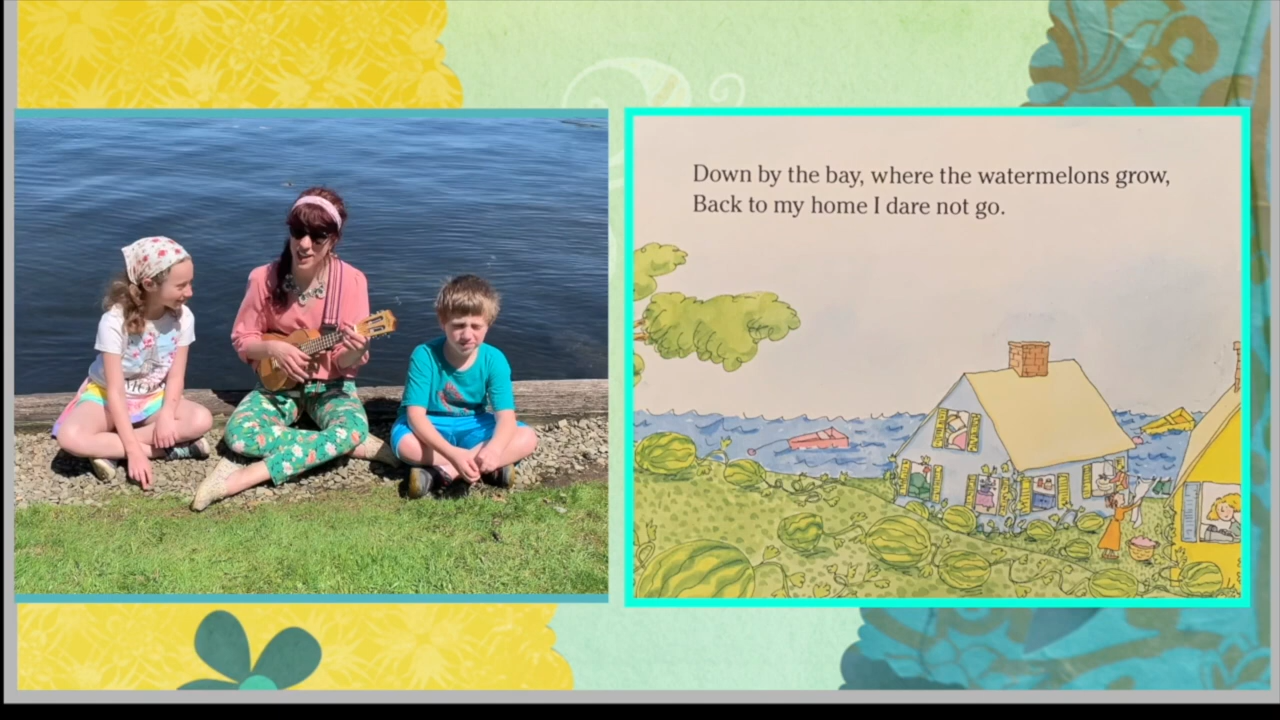 Down by the bay, where the watermelons grow,
Back to my home I dare not go.